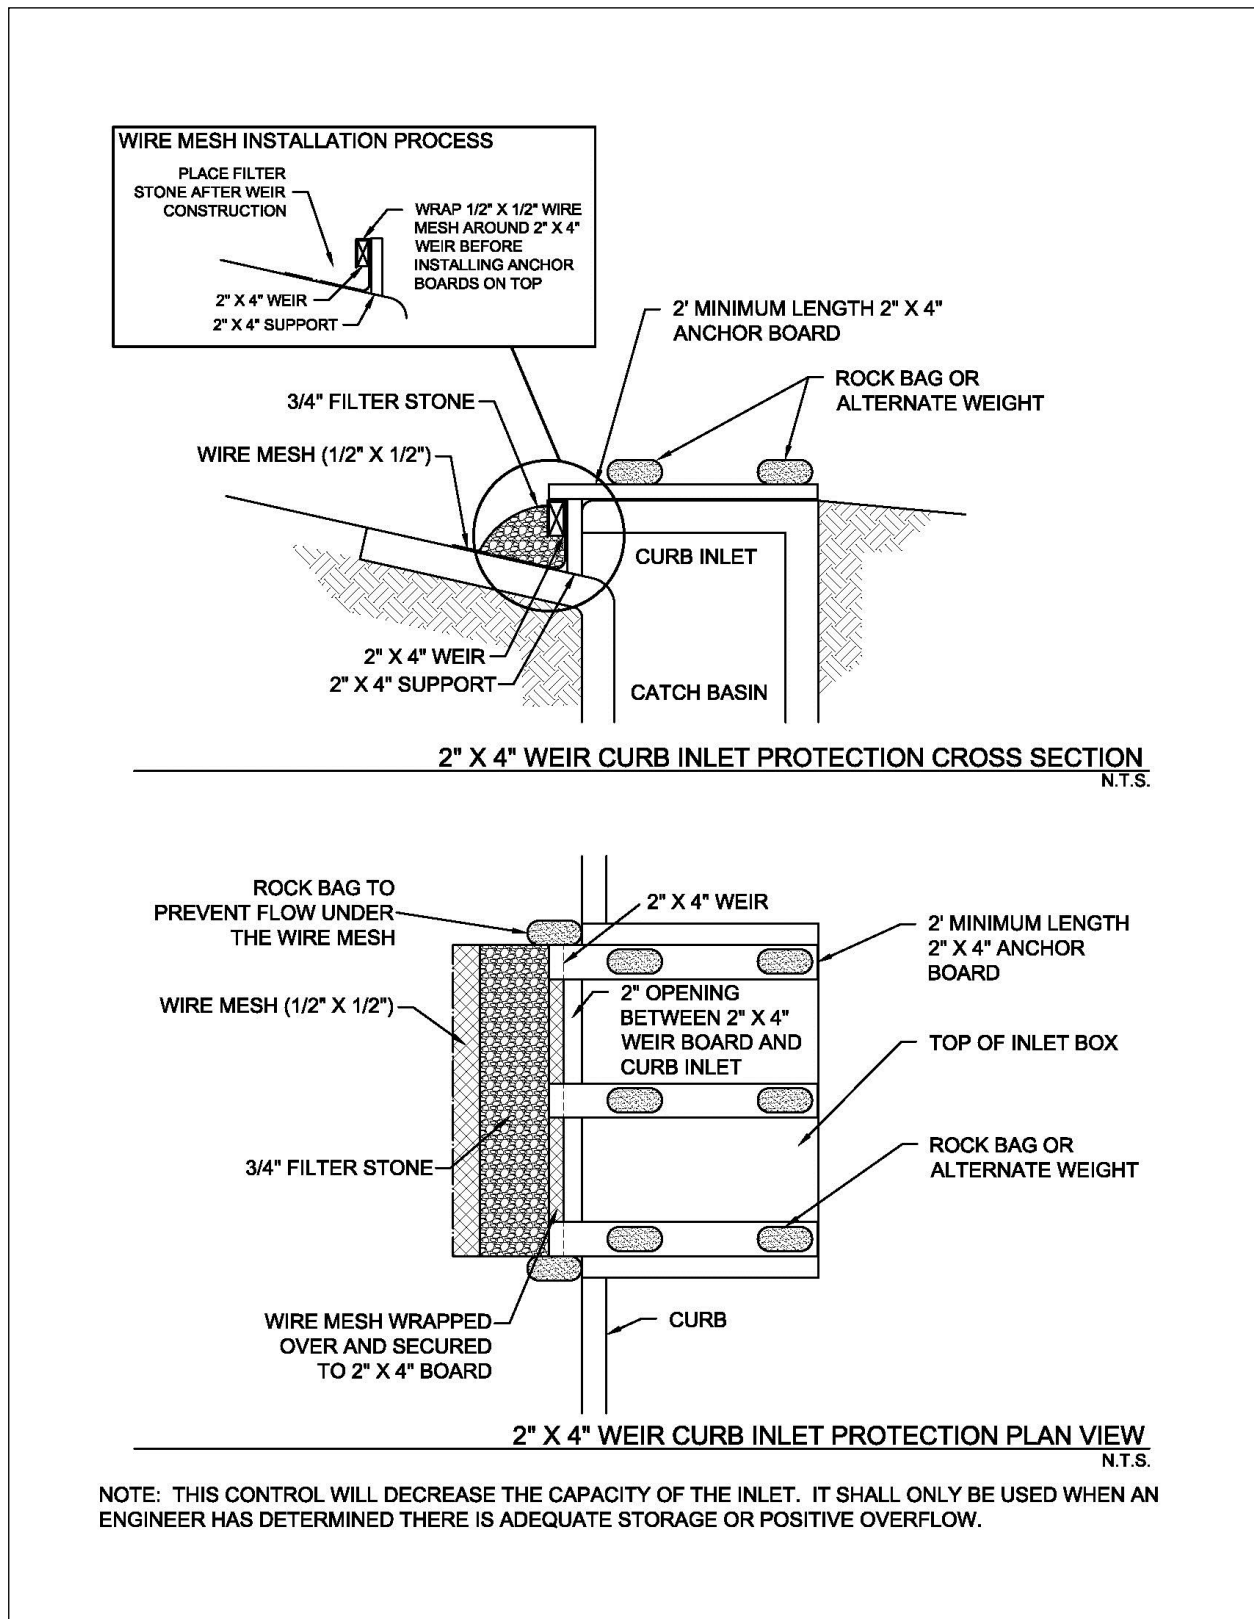 WIRE MESH INSTALLATION PROCESS
PLACE FILTER
STONE AFTER WEIR
CONSTRUCTION
WRAP 1/2" X 1/2" WIRE
MESH AROUND 2" X 4"
WEIR BEFORE
INSTALLING ANCHOR
BOARDS ON TOP
2" X 4" WEIR
2" X 4" SUPPORT
2' MINIMUM LENGTH 2" X 4"
ANCHOR BOARD
ROCK BAG OR
ALTERNATE WEIGHT
3/4" FILTER STONE
WIRE MESH (1/2" X 1/2")
CURB INLET
2" X 4" WEIR
2" X 4" SUPPORT
CATCH BASIN
2" X 4" WEIR CURB INLET PROTECTION CROSS SECTION
N.T.S.
ROCK BAG TO
PREVENT FLOW UNDER
THE WIRE MESH
2" X 4" WEIR
2' MINIMUM LENGTH
2" X 4" ANCHOR
BOARD
WIRE MESH (1/2" X 1/2")
2" OPENING
BETWEEN 2" X 4"
WEIR BOARD AND
CURB INLET
TOP OF INLET BOX
3/4" FILTER STONE
ROCK BAG OR
ALTERNATE WEIGHT
WIRE MESH WRAPPED
OVER AND SECURED
TO 2" X 4" BOARD
CURB
2" X 4" WEIR CURB INLET PROTECTION PLAN VIEW
N.T.S.
NOTE: THIS CONTROL WILL DECREASE THE CAPACITY OF THE INLET. IT SHALL ONLY BE USED WHEN AN
ENGINEER HAS DETERMINED THERE IS ADEQUATE STORAGE OR POSITIVE OVERFLOW.